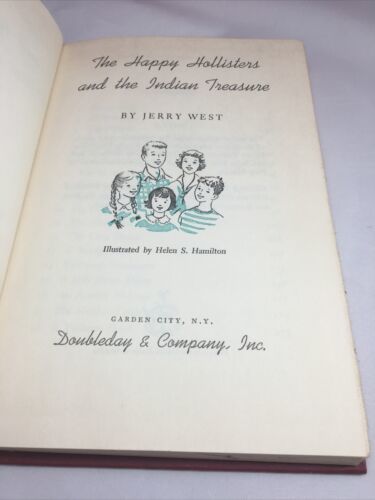 The Happy Hollisters
and the Indian Treasure
BY JERRY WEST
Illustrated by Helen S. Hamilton
GARDEN CITY, N.Y.
Doubleday & Company, Inc.